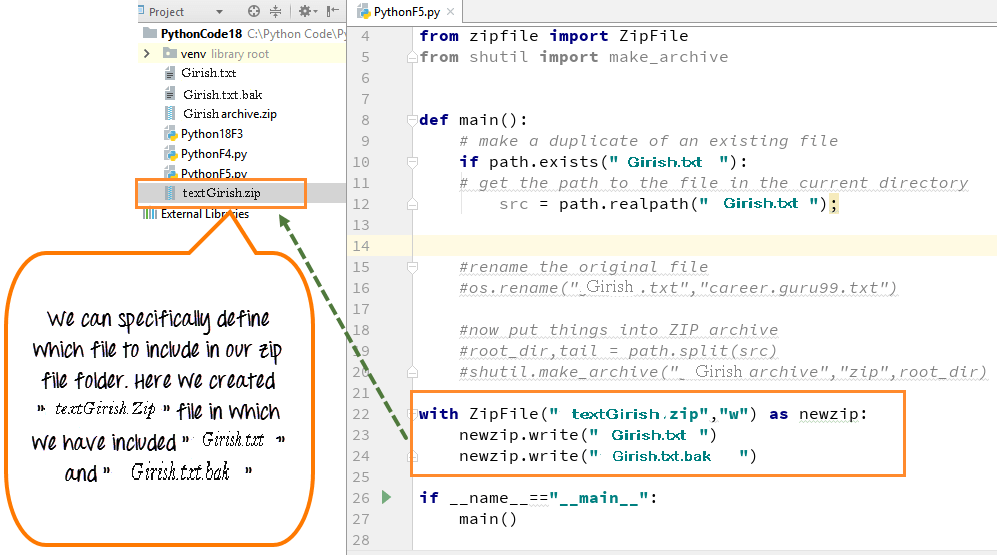 Project
PythonCode18 C:\Python Code\Py
venv library root
Girish.txt
Girish.txt.bak
Girish archive.zip
Python18F3
PythonF4.py
PythonF5.py
textGirish.zip
External Libraries
We can specifically define
which file to include in our zip
file folder. Here we created
" textGirish.Zip " file in which
we have included " Girish.txt "
and " Girish.txt.bak "
PythonF5.py
4 from zipfile import ZipFile
5 from shutil import make_archive
6
7
8 def main():
9 # make a duplicate of an existing file
10 if path.exists(" Girish.txt "):
11 # get the path to the file in the current directory
12 src = path.realpath(" Girish.txt ");
13
14
15 #rename the original file
16 #os.rename(" Girish .txt","career.guru99.txt")
17
18 #now put things into ZIP archive
19 #root_dir,tail = path.split(src)
20 #shutil.make_archive(" Girish archive","zip",root_dir)
21
22 with ZipFile(" textGirish .zip","w") as newzip:
23 newzip.write(" Girish.txt ")
24 newzip.write(" Girish.txt.bak ")
25
26 if __name__=="__main__":
27 main()
28